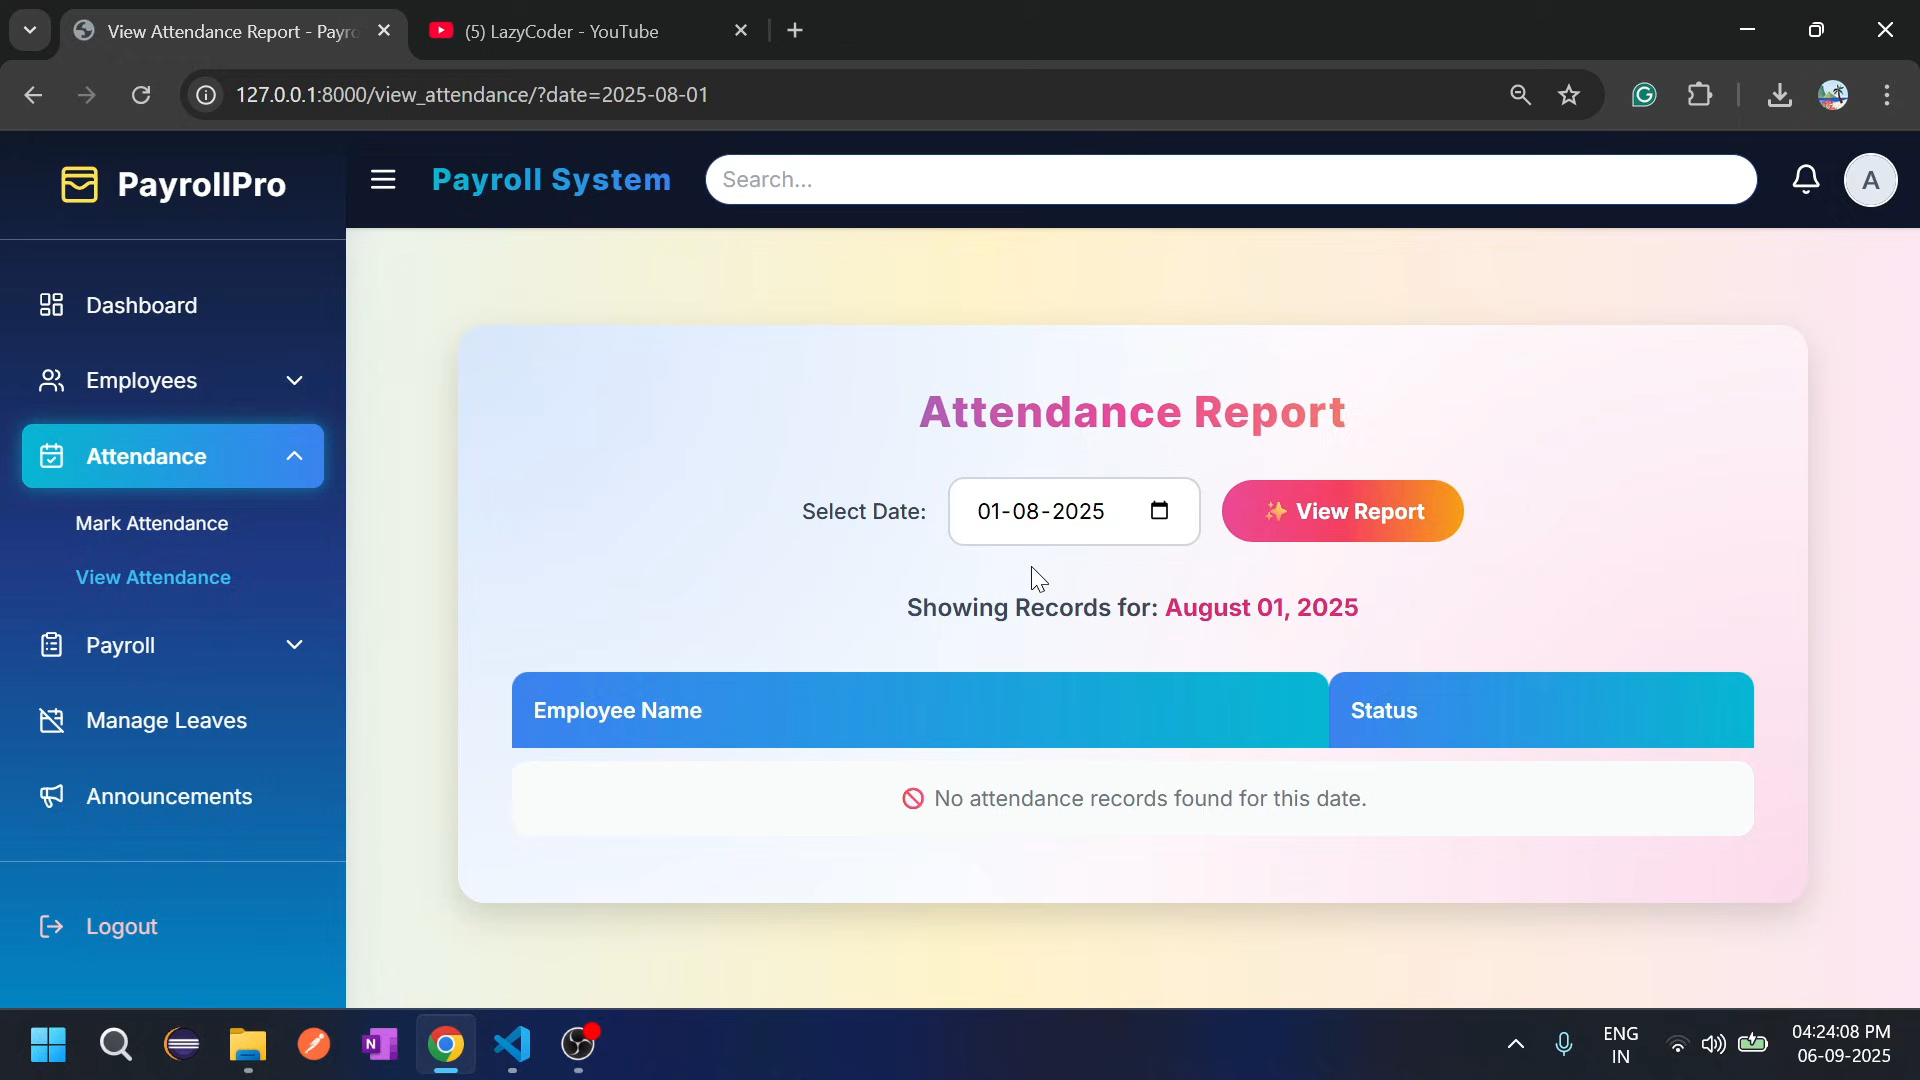 View Attendance Report - Payro
(5) LazyCoder - YouTube
127.0.0.1:8000/view_attendance/?date=2025-08-01
PayrollPro
Payroll System
Search...
A
Dashboard
Employees
Attendance
Mark Attendance
View Attendance
Payroll
Manage Leaves
Announcements
Logout
Attendance Report
Select Date:
01-08-2025
✨ View Report
Showing Records for: August 01, 2025
Employee Name
Status
🚫 No attendance records found for this date.
N
ENG
IN
04:24:08 PM
06-09-2025